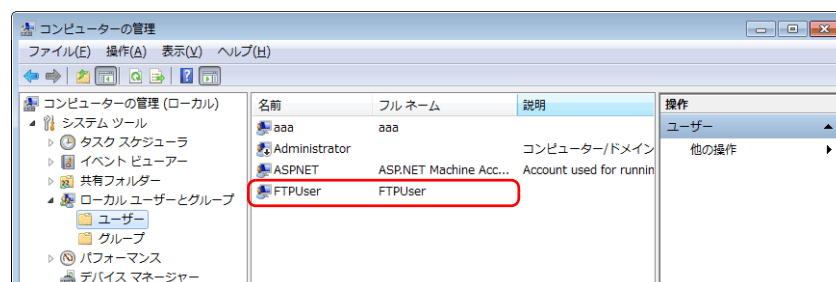 コンピューターの管理
ファイル(F) 操作(A) 表示(V) ヘルプ(H)
コンピューターの管理 (ローカル)
システム ツール
タスク スケジューラ
イベント ビューアー
共有フォルダー
ローカル ユーザーとグループ
ユーザー
グループ
パフォーマンス
デバイス マネージャー
名前 フル ネーム 説明
aaa aaa
Administrator コンピューター/ドメイン
ASPNET ASP.NET Machine Acc... Account used for runnin
FTPUser FTPUser
操作
ユーザー
他の操作